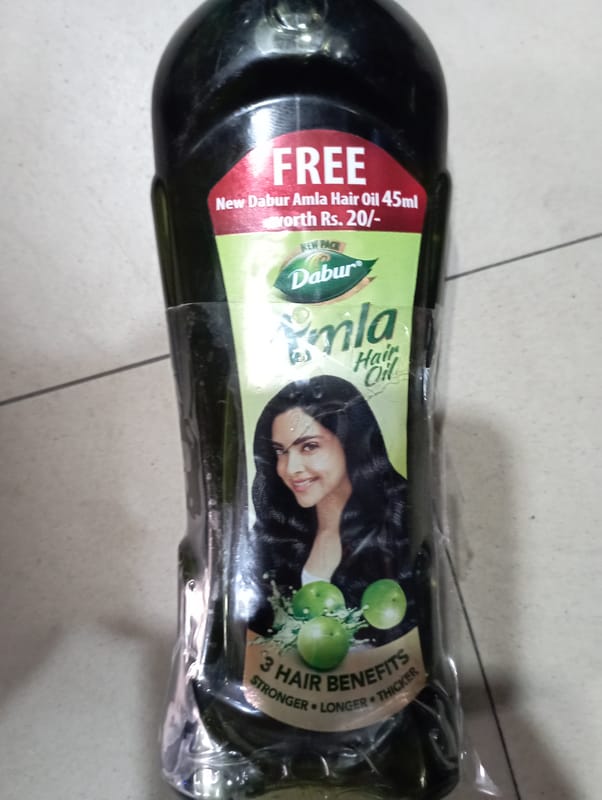 FREE
New Dabur Amla Hair Oil 45ml
worth Rs. 20/-
NEW PACK
Dabur®
Amla
Hair
Oil
3 HAIR BENEFITS
STRONGER • LONGER • THICKER